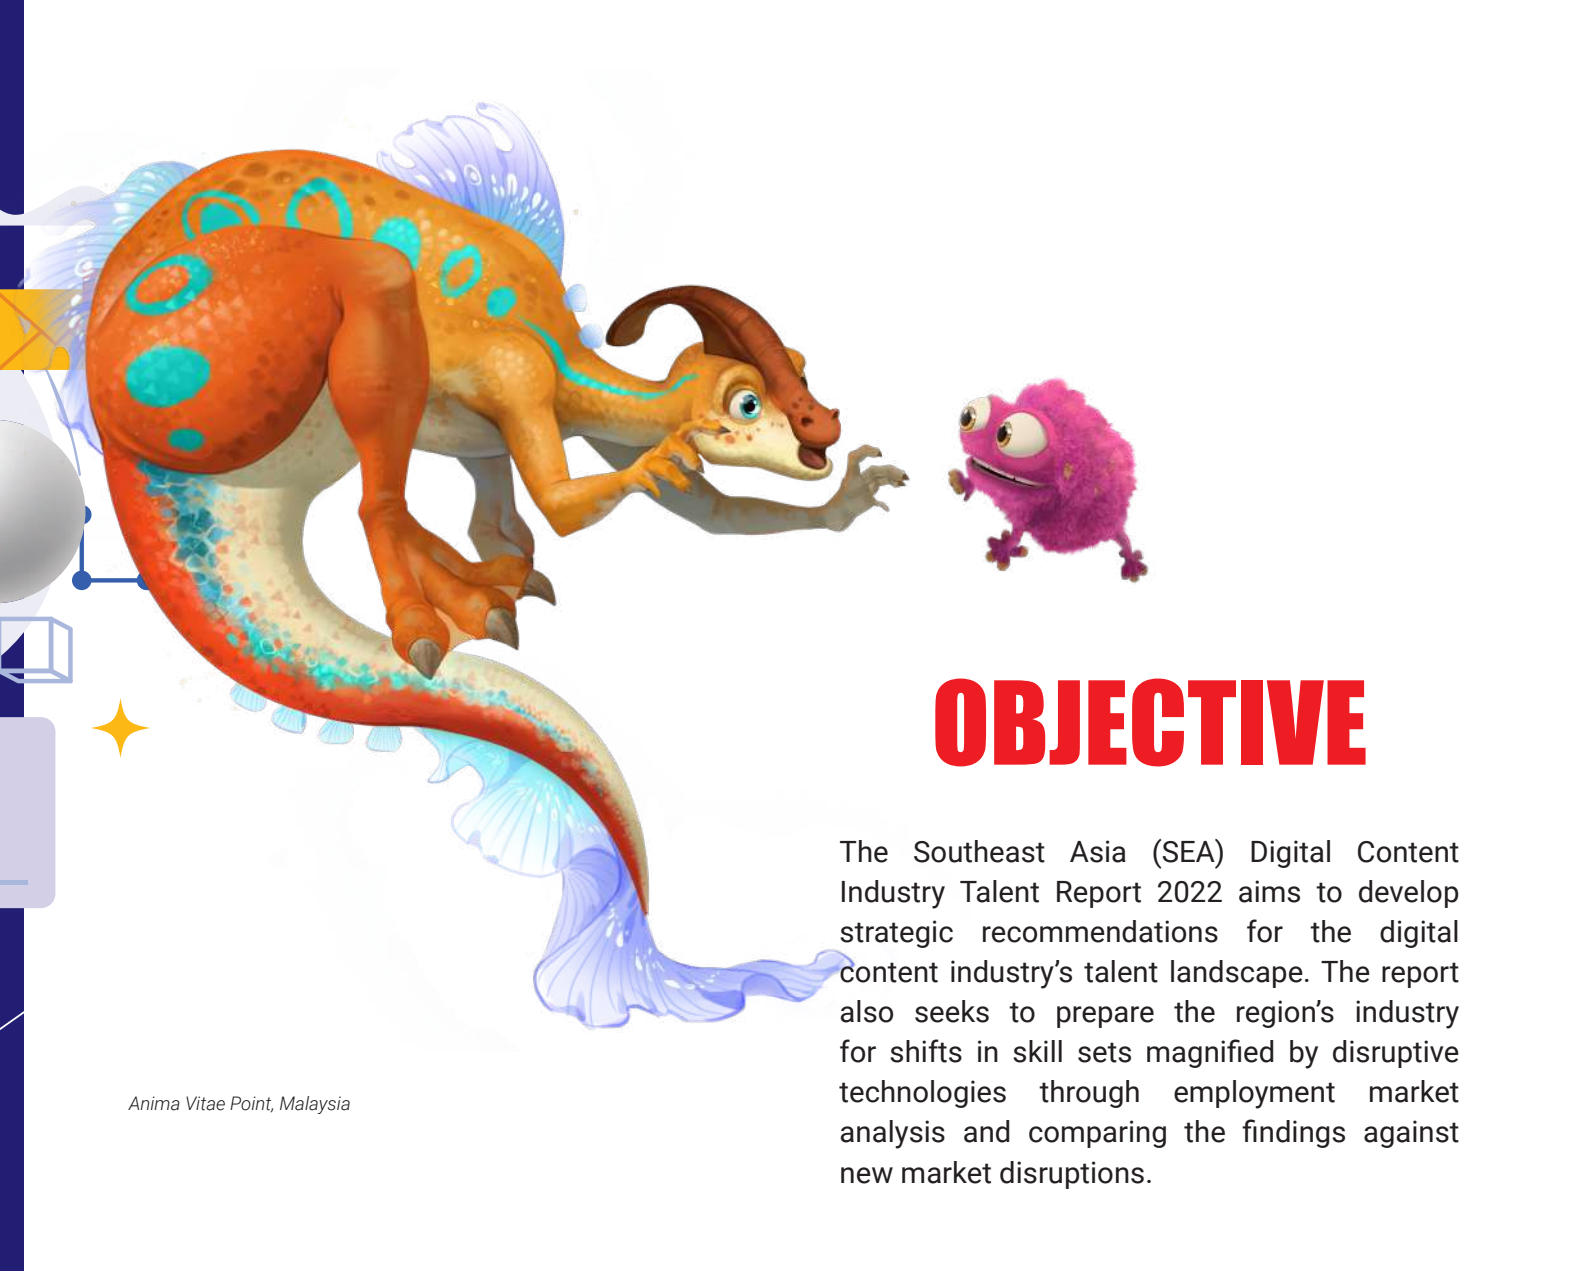 OBJECTIVE
The Southeast Asia (SEA) Digital Content
Industry Talent Report 2022 aims to develop
strategic recommendations for the digital
content industry’s talent landscape. The report
also seeks to prepare the region’s industry
for shifts in skill sets magnified by disruptive
technologies through employment market
analysis and comparing the findings against
new market disruptions.
Anima Vitae Point, Malaysia